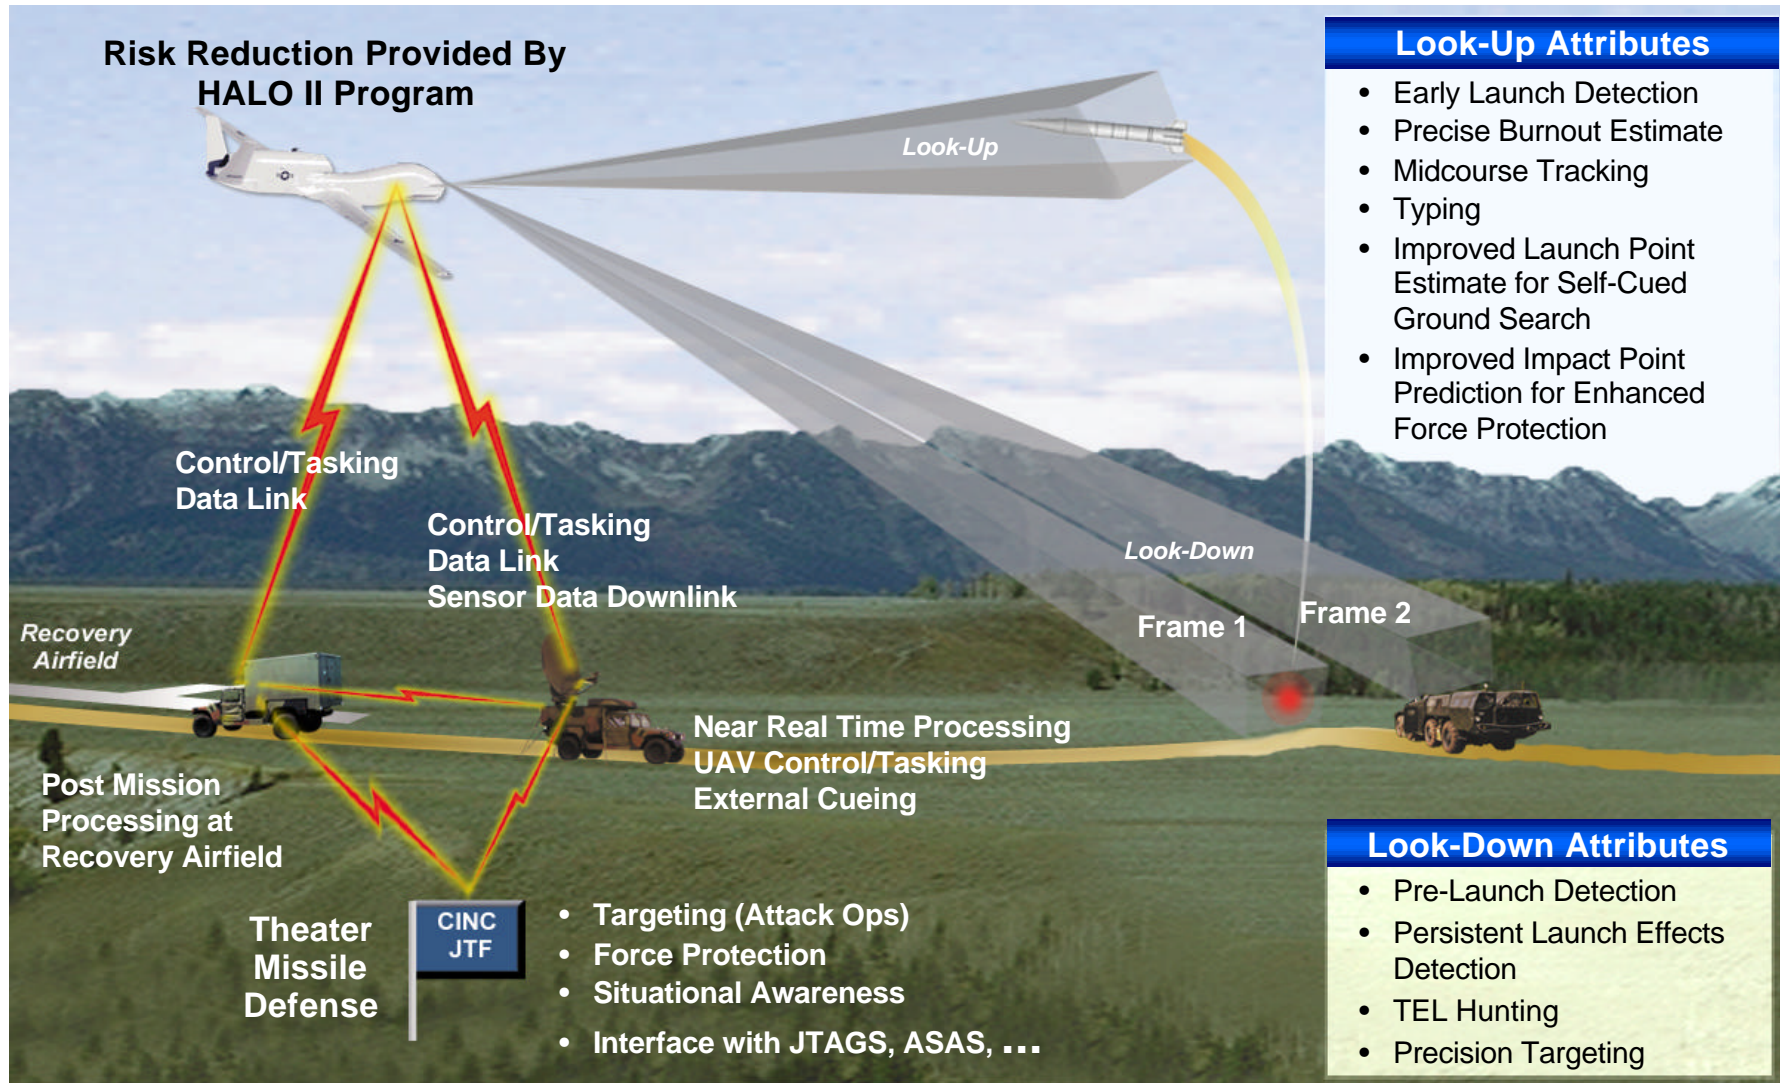 Risk Reduction Provided By
HALO II Program
Look-Up
Look-Up Attributes
• Early Launch Detection
• Precise Burnout Estimate
• Midcourse Tracking
• Typing
• Improved Launch Point
Estimate for Self-Cued
Ground Search
• Improved Impact Point
Prediction for Enhanced
Force Protection
Control/Tasking
Data Link
Control/Tasking
Data Link
Sensor Data Downlink
Look-Down
Frame 1
Frame 2
Recovery
Airfield
Near Real Time Processing
UAV Control/Tasking
External Cueing
Post Mission
Processing at
Recovery Airfield
Theater
Missile
Defense
CINC
JTF
• Targeting (Attack Ops)
• Force Protection
• Situational Awareness
• Interface with JTAGS, ASAS, ...
Look-Down Attributes
• Pre-Launch Detection
• Persistent Launch Effects
Detection
• TEL Hunting
• Precision Targeting